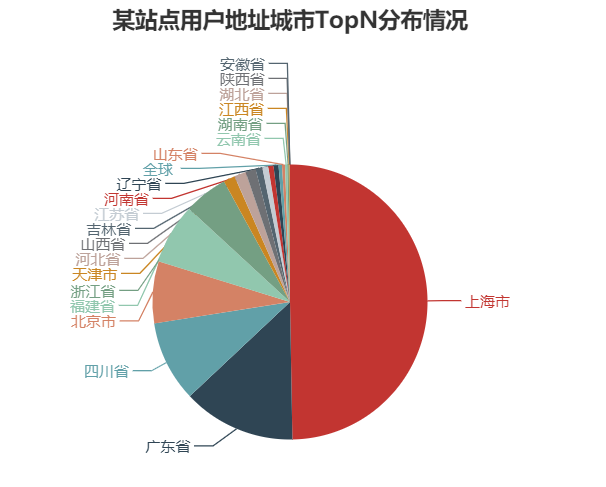 某站点用户地址城市TopN分布情况
安徽省
陕西省
湖北省
江西省
湖南省
云南省
山东省
全球
辽宁省
河南省
江苏省
吉林省
山西省
河北省
天津市
浙江省
福建省
北京市
四川省
广东省
上海市